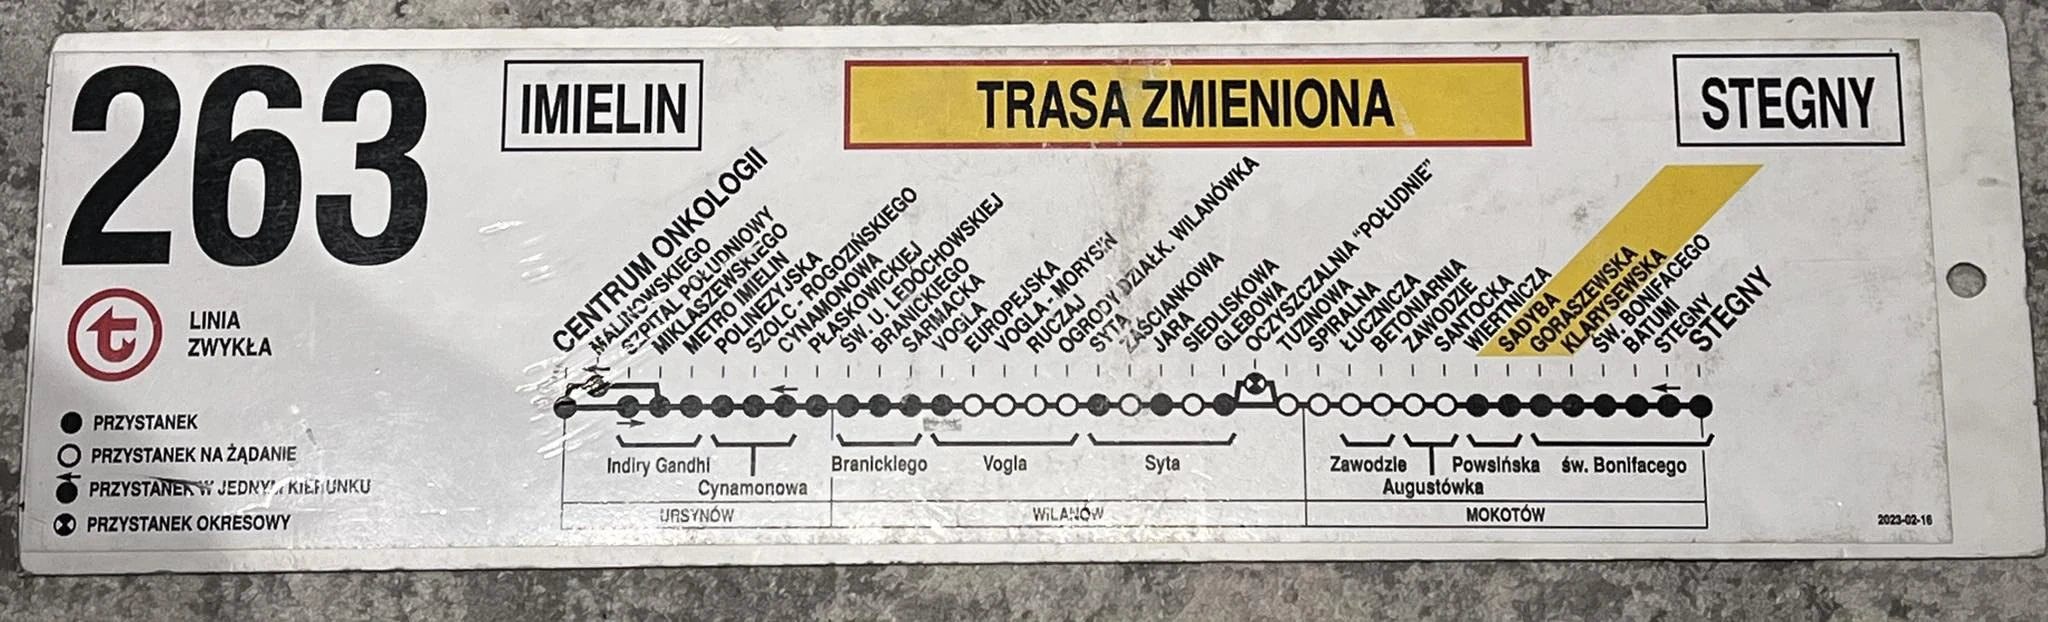 263
IMIELIN
TRASA ZMIENIONA
STEGNY
LINIA
ZWYKŁA
PRZYSTANEK
PRZYSTANEK NA ŻĄDANIE
PRZYSTANEK W JEDNYM KIERUNKU
PRZYSTANEK OKRESOWY
CENTRUM ONKOLOGII
MALINOWSKIEGO
SZPITAL POŁUDNIOWY
MIKLASZEWSKIEGO
METRO IMIELIN
POLINEZYJSKA
SZOLC - ROGOZIŃSKIEGO
CYNAMONOWA
PŁASKOWICKIEJ
ŚW. U. LEDÓCHOWSKIEJ
BRANICKIEGO
SARMACKA
VOGLA
EUROPEJSKA
VOGLA - MORYSIN
RUCZAJ
OGRODY DZIAŁK. WILANÓWKA
SYTA
ZAŚCIANKOWA
JARA
SIEDLISKOWA
GLEBOWA
OCZYSZCZALNIA "POŁUDNIE"
TUZINOWA
SPIRALNA
ŁUCZNICZA
BETONIARNIA
ZAWODZIE
SANTOCKA
WIERTNICZA
SADYBA
GORASZEWSKA
KLARYSEWSKA
ŚW. BONIFACEGO
BATUMI
STEGNY
STEGNY
Indiry Gandhi
Cynamonowa
Branickiego
Vogla
Syta
Zawodzie
Augustówka
Powsińska
św. Bonifacego
URSYNÓW
WILANÓW
MOKOTÓW
2023-02-16